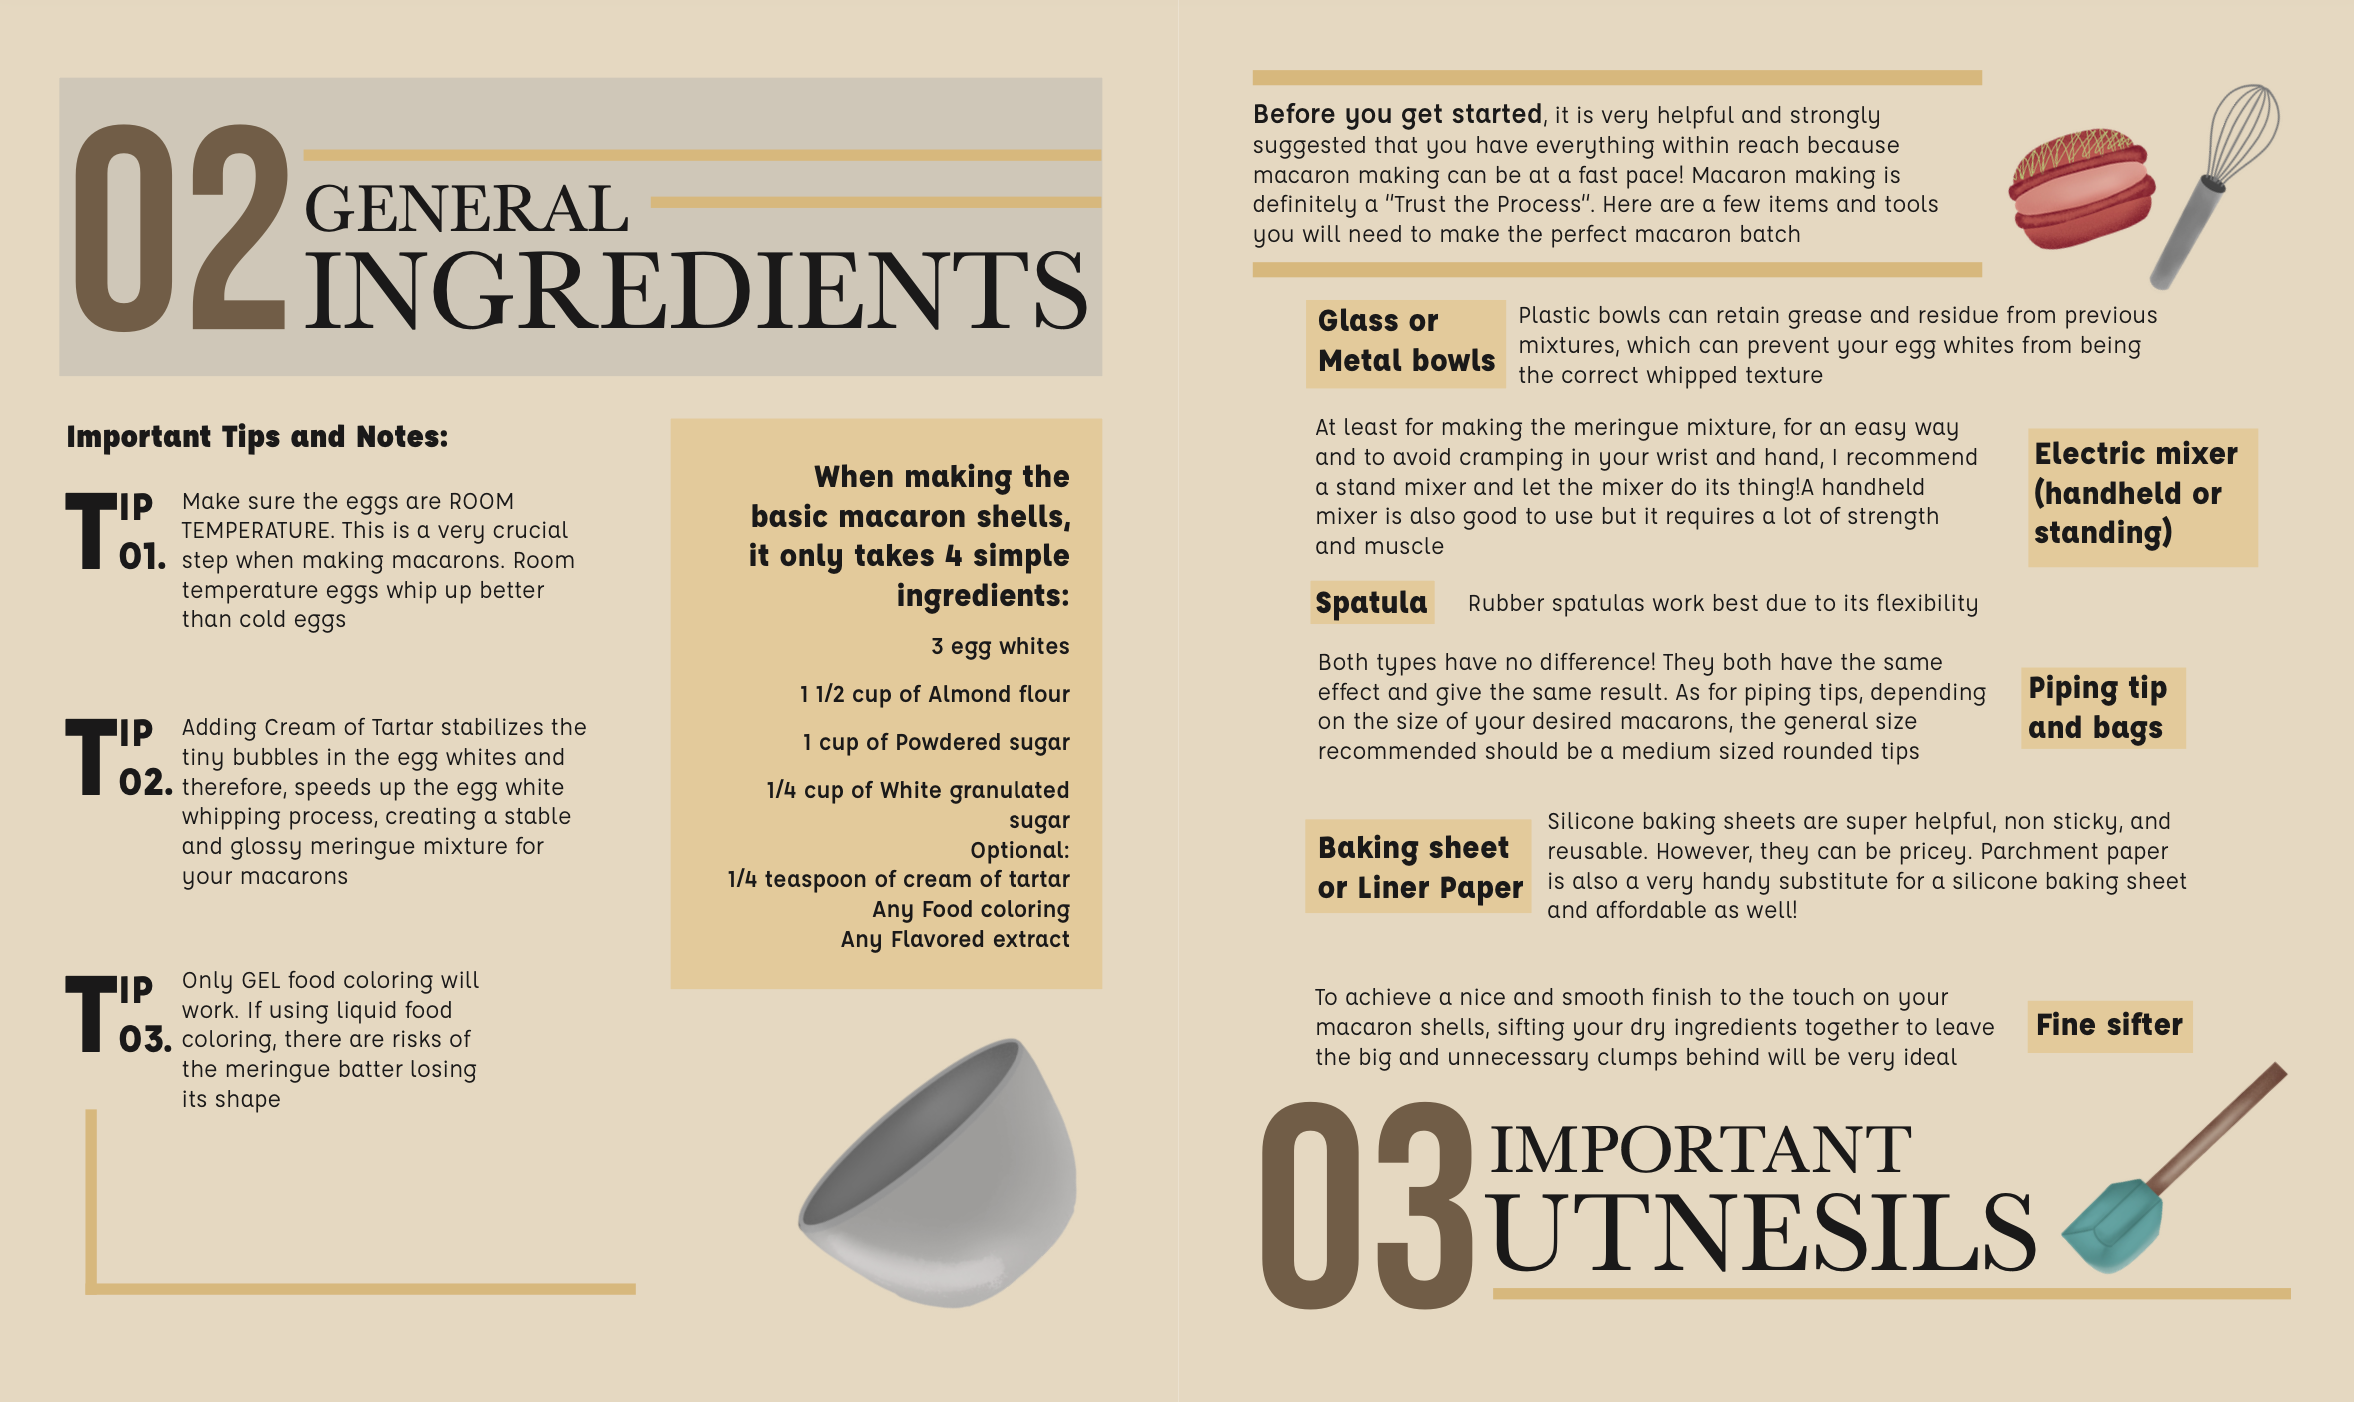 02
GENERAL
INGREDIENTS
Important Tips and Notes:
TIP
01.
Make sure the eggs are ROOM
TEMPERATURE. This is a very crucial
step when making macarons. Room
temperature eggs whip up better
than cold eggs
TIP
02.
Adding Cream of Tartar stabilizes the
tiny bubbles in the egg whites and
therefore, speeds up the egg white
whipping process, creating a stable
and glossy meringue mixture for
your macarons
TIP
03.
Only GEL food coloring will
work. If using liquid food
coloring, there are risks of
the meringue batter losing
its shape
When making the
basic macaron shells,
it only takes 4 simple
ingredients:
3 egg whites
1 1/2 cup of Almond flour
1 cup of Powdered sugar
1/4 cup of White granulated
sugar
Optional:
1/4 teaspoon of cream of tartar
Any Food coloring
Any Flavored extract
Before you get started, it is very helpful and strongly
suggested that you have everything within reach because
macaron making can be at a fast pace! Macaron making is
definitely a "Trust the Process". Here are a few items and tools
you will need to make the perfect macaron batch
Glass or
Metal bowls
Plastic bowls can retain grease and residue from previous
mixtures, which can prevent your egg whites from being
the correct whipped texture
At least for making the meringue mixture, for an easy way
and to avoid cramping in your wrist and hand, I recommend
a stand mixer and let the mixer do its thing!A handheld
mixer is also good to use but it requires a lot of strength
and muscle
Electric mixer
(handheld or
standing)
Spatula
Rubber spatulas work best due to its flexibility
Both types have no difference! They both have the same
effect and give the same result. As for piping tips, depending
on the size of your desired macarons, the general size
recommended should be a medium sized rounded tips
Piping tip
and bags
Baking sheet
or Liner Paper
Silicone baking sheets are super helpful, non sticky, and
reusable. However, they can be pricey. Parchment paper
is also a very handy substitute for a silicone baking sheet
and affordable as well!
To achieve a nice and smooth finish to the touch on your
macaron shells, sifting your dry ingredients together to leave
the big and unnecessary clumps behind will be very ideal
Fine sifter
03
IMPORTANT
UTNESILS